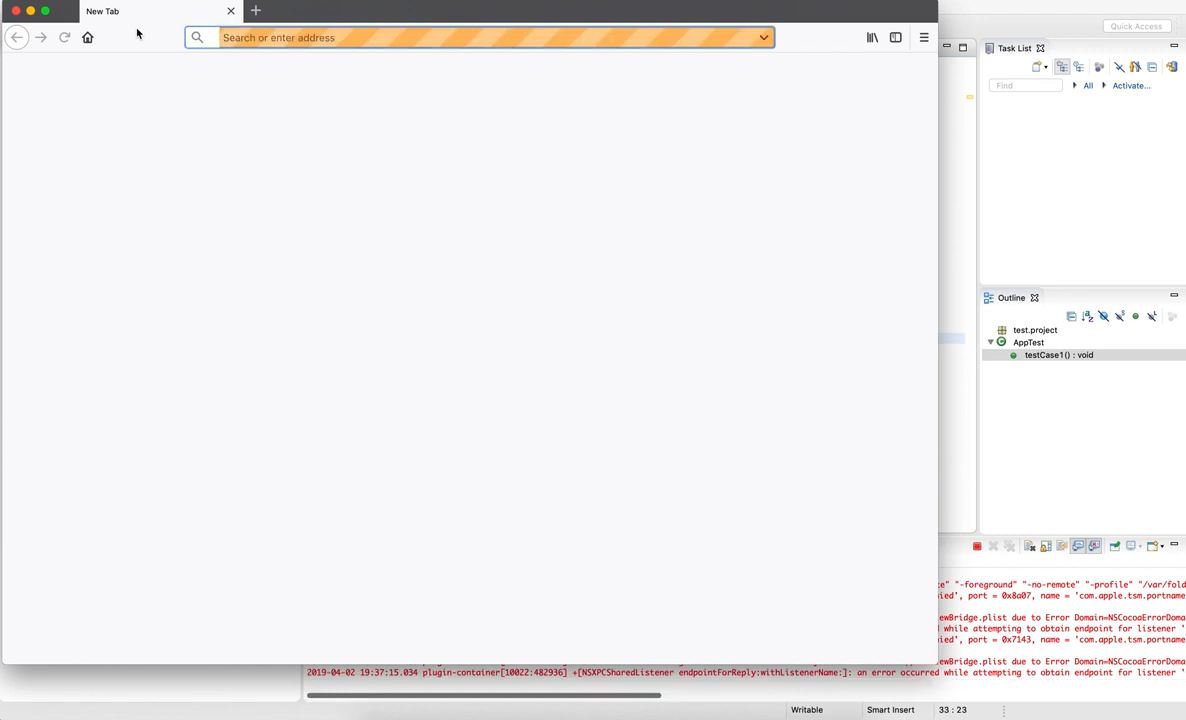 New Tab
Search or enter address
Quick Access
Task List
Find
All
Activate...
Outline
test.project
AppTest
testCase1() : void
"-foreground" "-no-remote" "-profile" "/var/fold
port = 0x8a07, name = 'com.apple.tsm.portname
ewBridge.plist due to Error Domain=NSCocoaErrorDoma
d while attempting to obtain endpoint for listener '
port = 0x7143, name = 'com.apple.tsm.portname
ewBridge.plist due to Error Domain=NSCocoaErrorDoma
2019-04-02 19:37:15.034 plugin-container[10022:482936] +[NSXPCSharedListener endpointForReply:withListenerName:]: an error occurred while attempting to obtain endpoint for listener '
Writable
Smart Insert
33 : 23